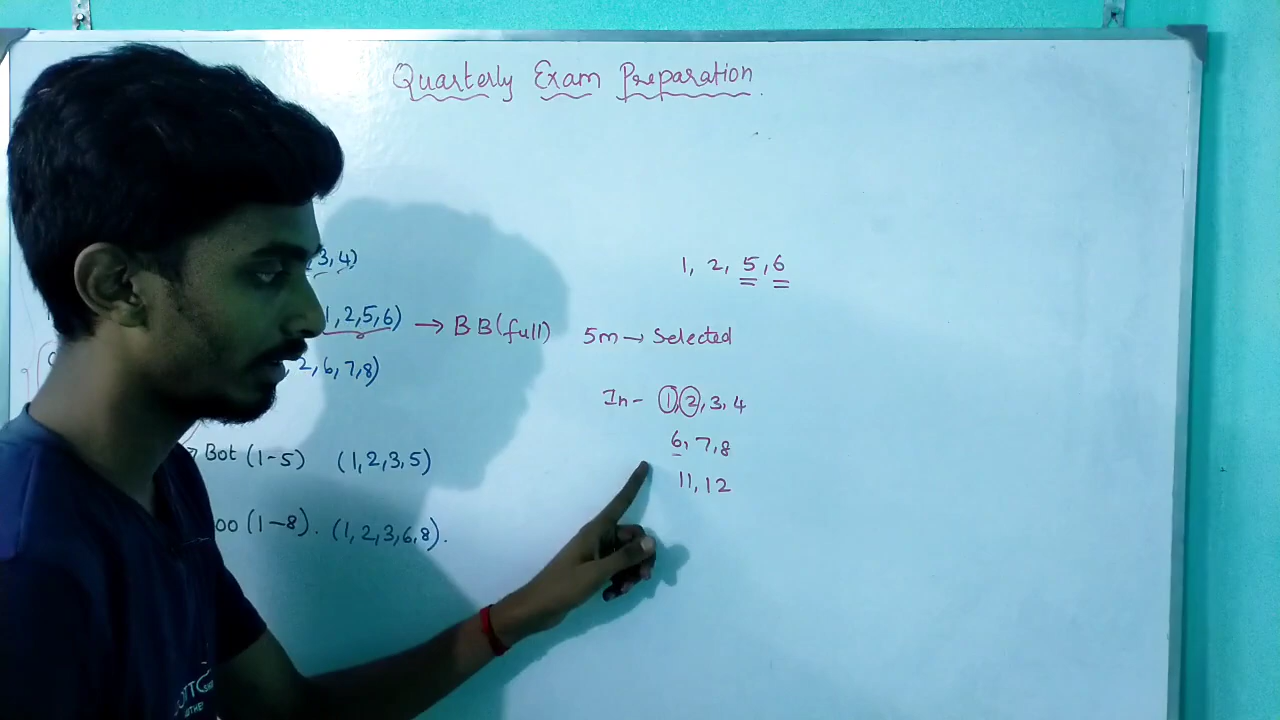 Quarterly Exam Preparation.
3,4)
1,2,5,6) → BB(full)
2,6,7,8)
Bot (1-5) (1,2,3,5)
oo (1-8). (1,2,3,6,8).
1, 2, 5, 6
5m → Selected
In - 1, 2, 3, 4
6, 7, 8
11, 12